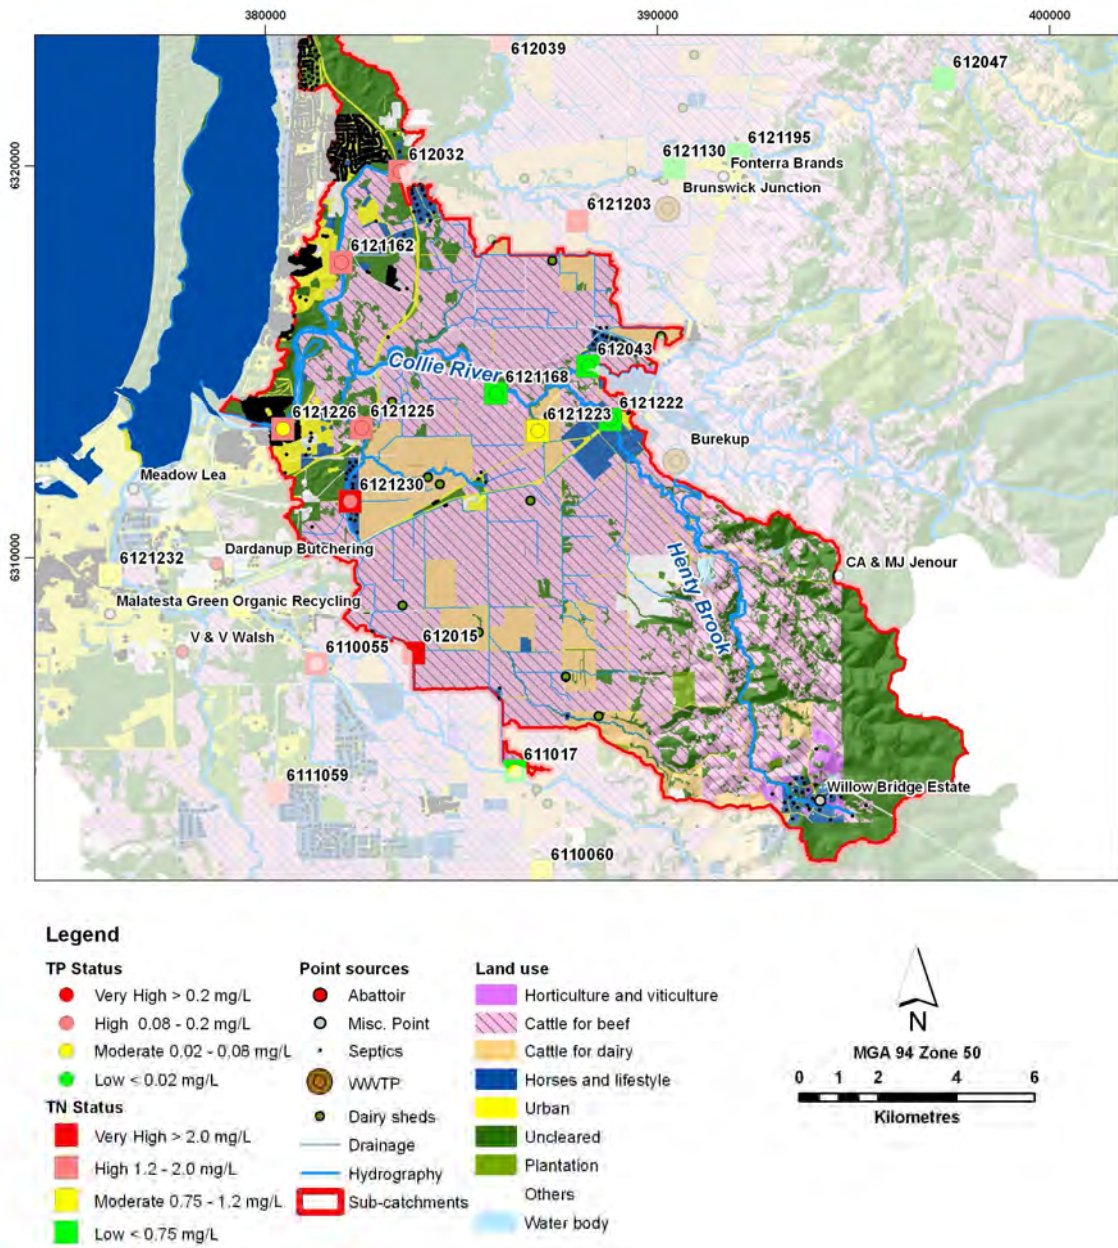 380000
390000
400000
6320000
6310000
612039
612047
6121195
6121130
Fonterra Brands
Brunswick Junction
612032
6121203
6121162
612043
Collie River
6121168
6121226
6121225
6121223
6121222
Burekup
Meadow Lea
6121230
Dardanup Butchering
6121232
Henty Brook
CA & MJ Jenour
Malatesta Green Organic Recycling
V & V Walsh
6110055
612015
611017
6111059
Willow Bridge Estate
6110060
Legend
TP Status
Very High > 0.2 mg/L
High 0.08 - 0.2 mg/L
Moderate 0.02 - 0.08 mg/L
Low < 0.02 mg/L
TN Status
Very High > 2.0 mg/L
High 1.2 - 2.0 mg/L
Moderate 0.75 - 1.2 mg/L
Low < 0.75 mg/L
Point sources
Abattoir
Misc. Point
Septics
WWTP
Dairy sheds
Drainage
Hydrography
Sub-catchments
Land use
Horticulture and viticulture
Cattle for beef
Cattle for dairy
Horses and lifestyle
Urban
Uncleared
Plantation
Others
Water body
N
MGA 94 Zone 50
0 1 2 4 6
Kilometres